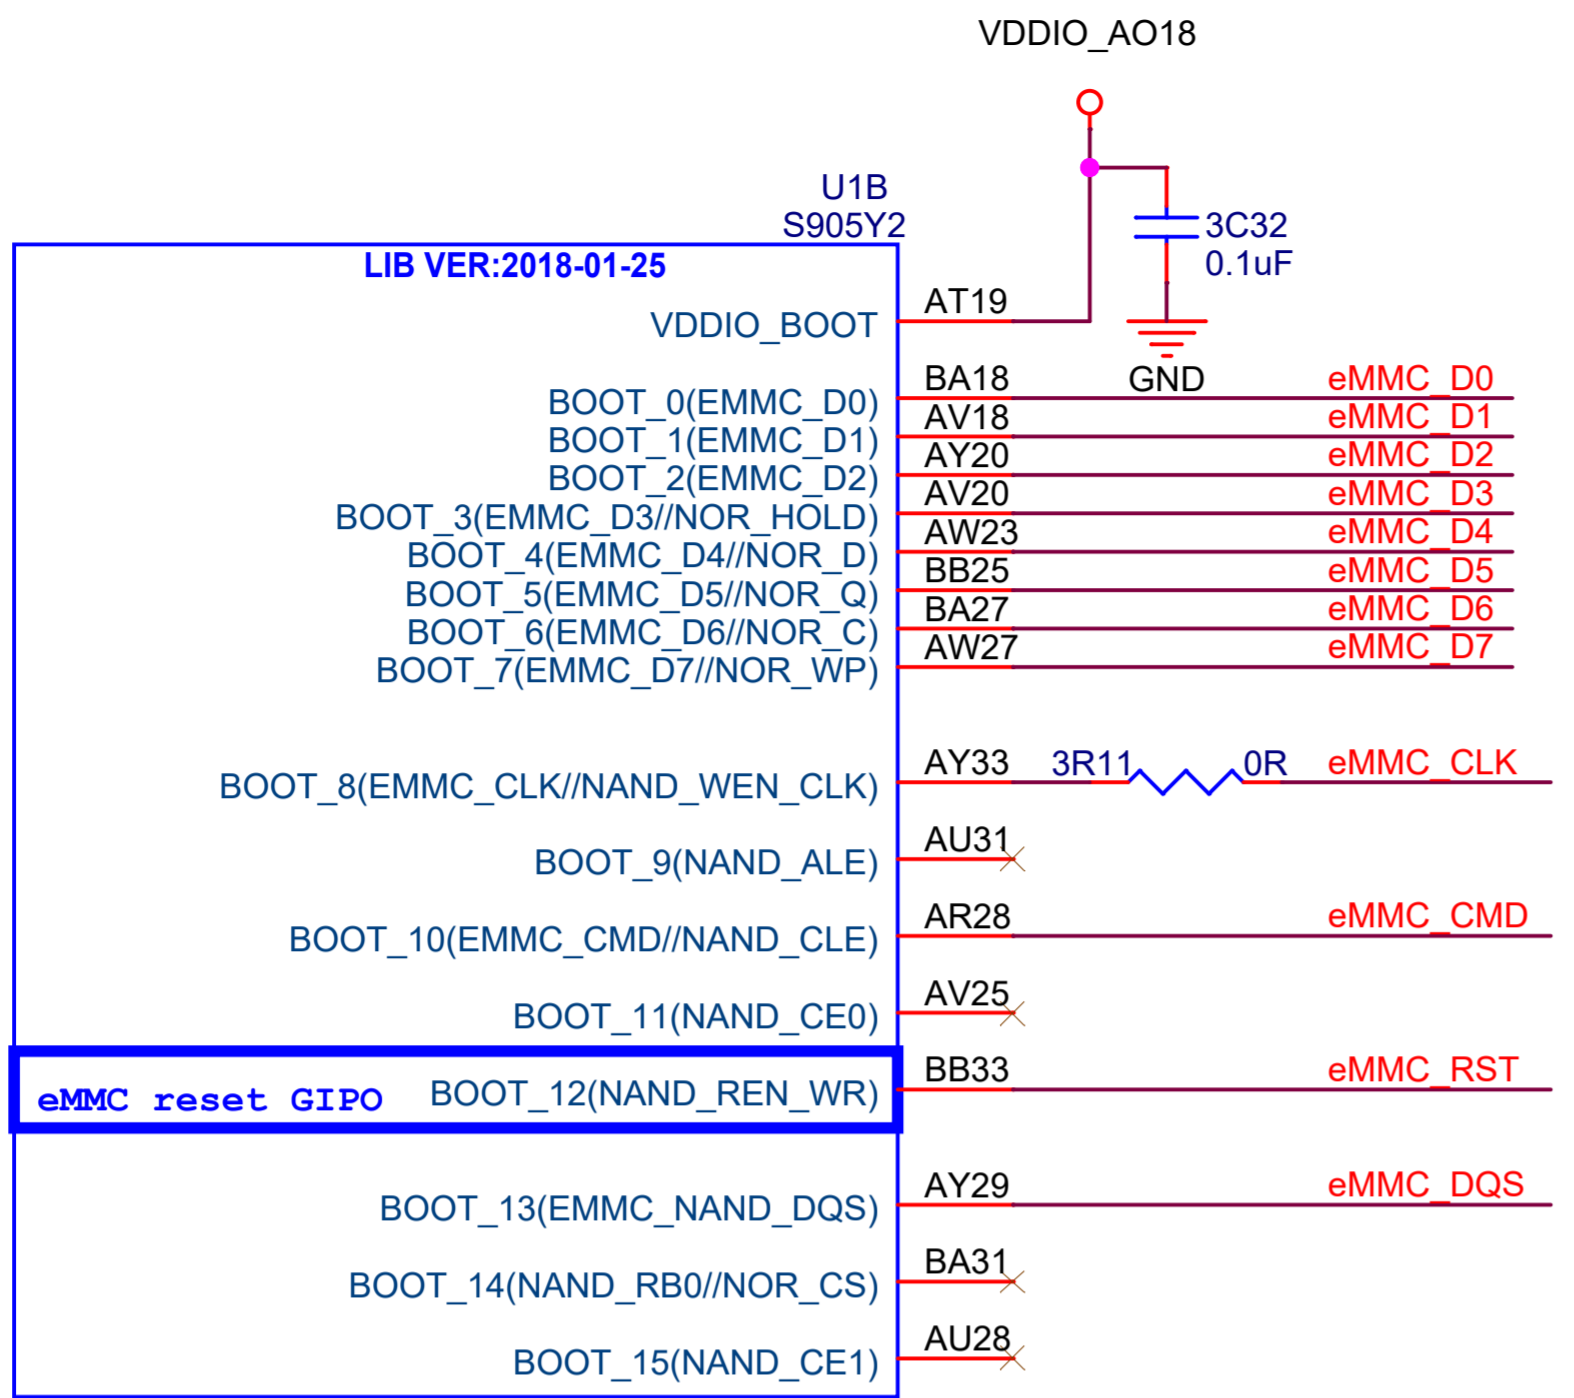 VDDIO_AO18
U1B
S905Y2
3C32
0.1uF
LIB VER:2018-01-25
VDDIO_BOOT AT19
GND
BOOT_0(EMMC_D0) BA18 eMMC_D0
BOOT_1(EMMC_D1) AV18 eMMC_D1
BOOT_2(EMMC_D2) AY20 eMMC_D2
BOOT_3(EMMC_D3//NOR_HOLD) AV20 eMMC_D3
BOOT_4(EMMC_D4//NOR_D) AW23 eMMC_D4
BOOT_5(EMMC_D5//NOR_Q) BB25 eMMC_D5
BOOT_6(EMMC_D6//NOR_C) BA27 eMMC_D6
BOOT_7(EMMC_D7//NOR_WP) AW27 eMMC_D7
BOOT_8(EMMC_CLK//NAND_WEN_CLK) AY33 3R11 0R eMMC_CLK
BOOT_9(NAND_ALE) AU31
BOOT_10(EMMC_CMD//NAND_CLE) AR28 eMMC_CMD
BOOT_11(NAND_CE0) AV25
eMMC reset GIPO BOOT_12(NAND_REN_WR) BB33 eMMC_RST
BOOT_13(EMMC_NAND_DQS) AY29 eMMC_DQS
BOOT_14(NAND_RB0//NOR_CS) BA31
BOOT_15(NAND_CE1) AU28